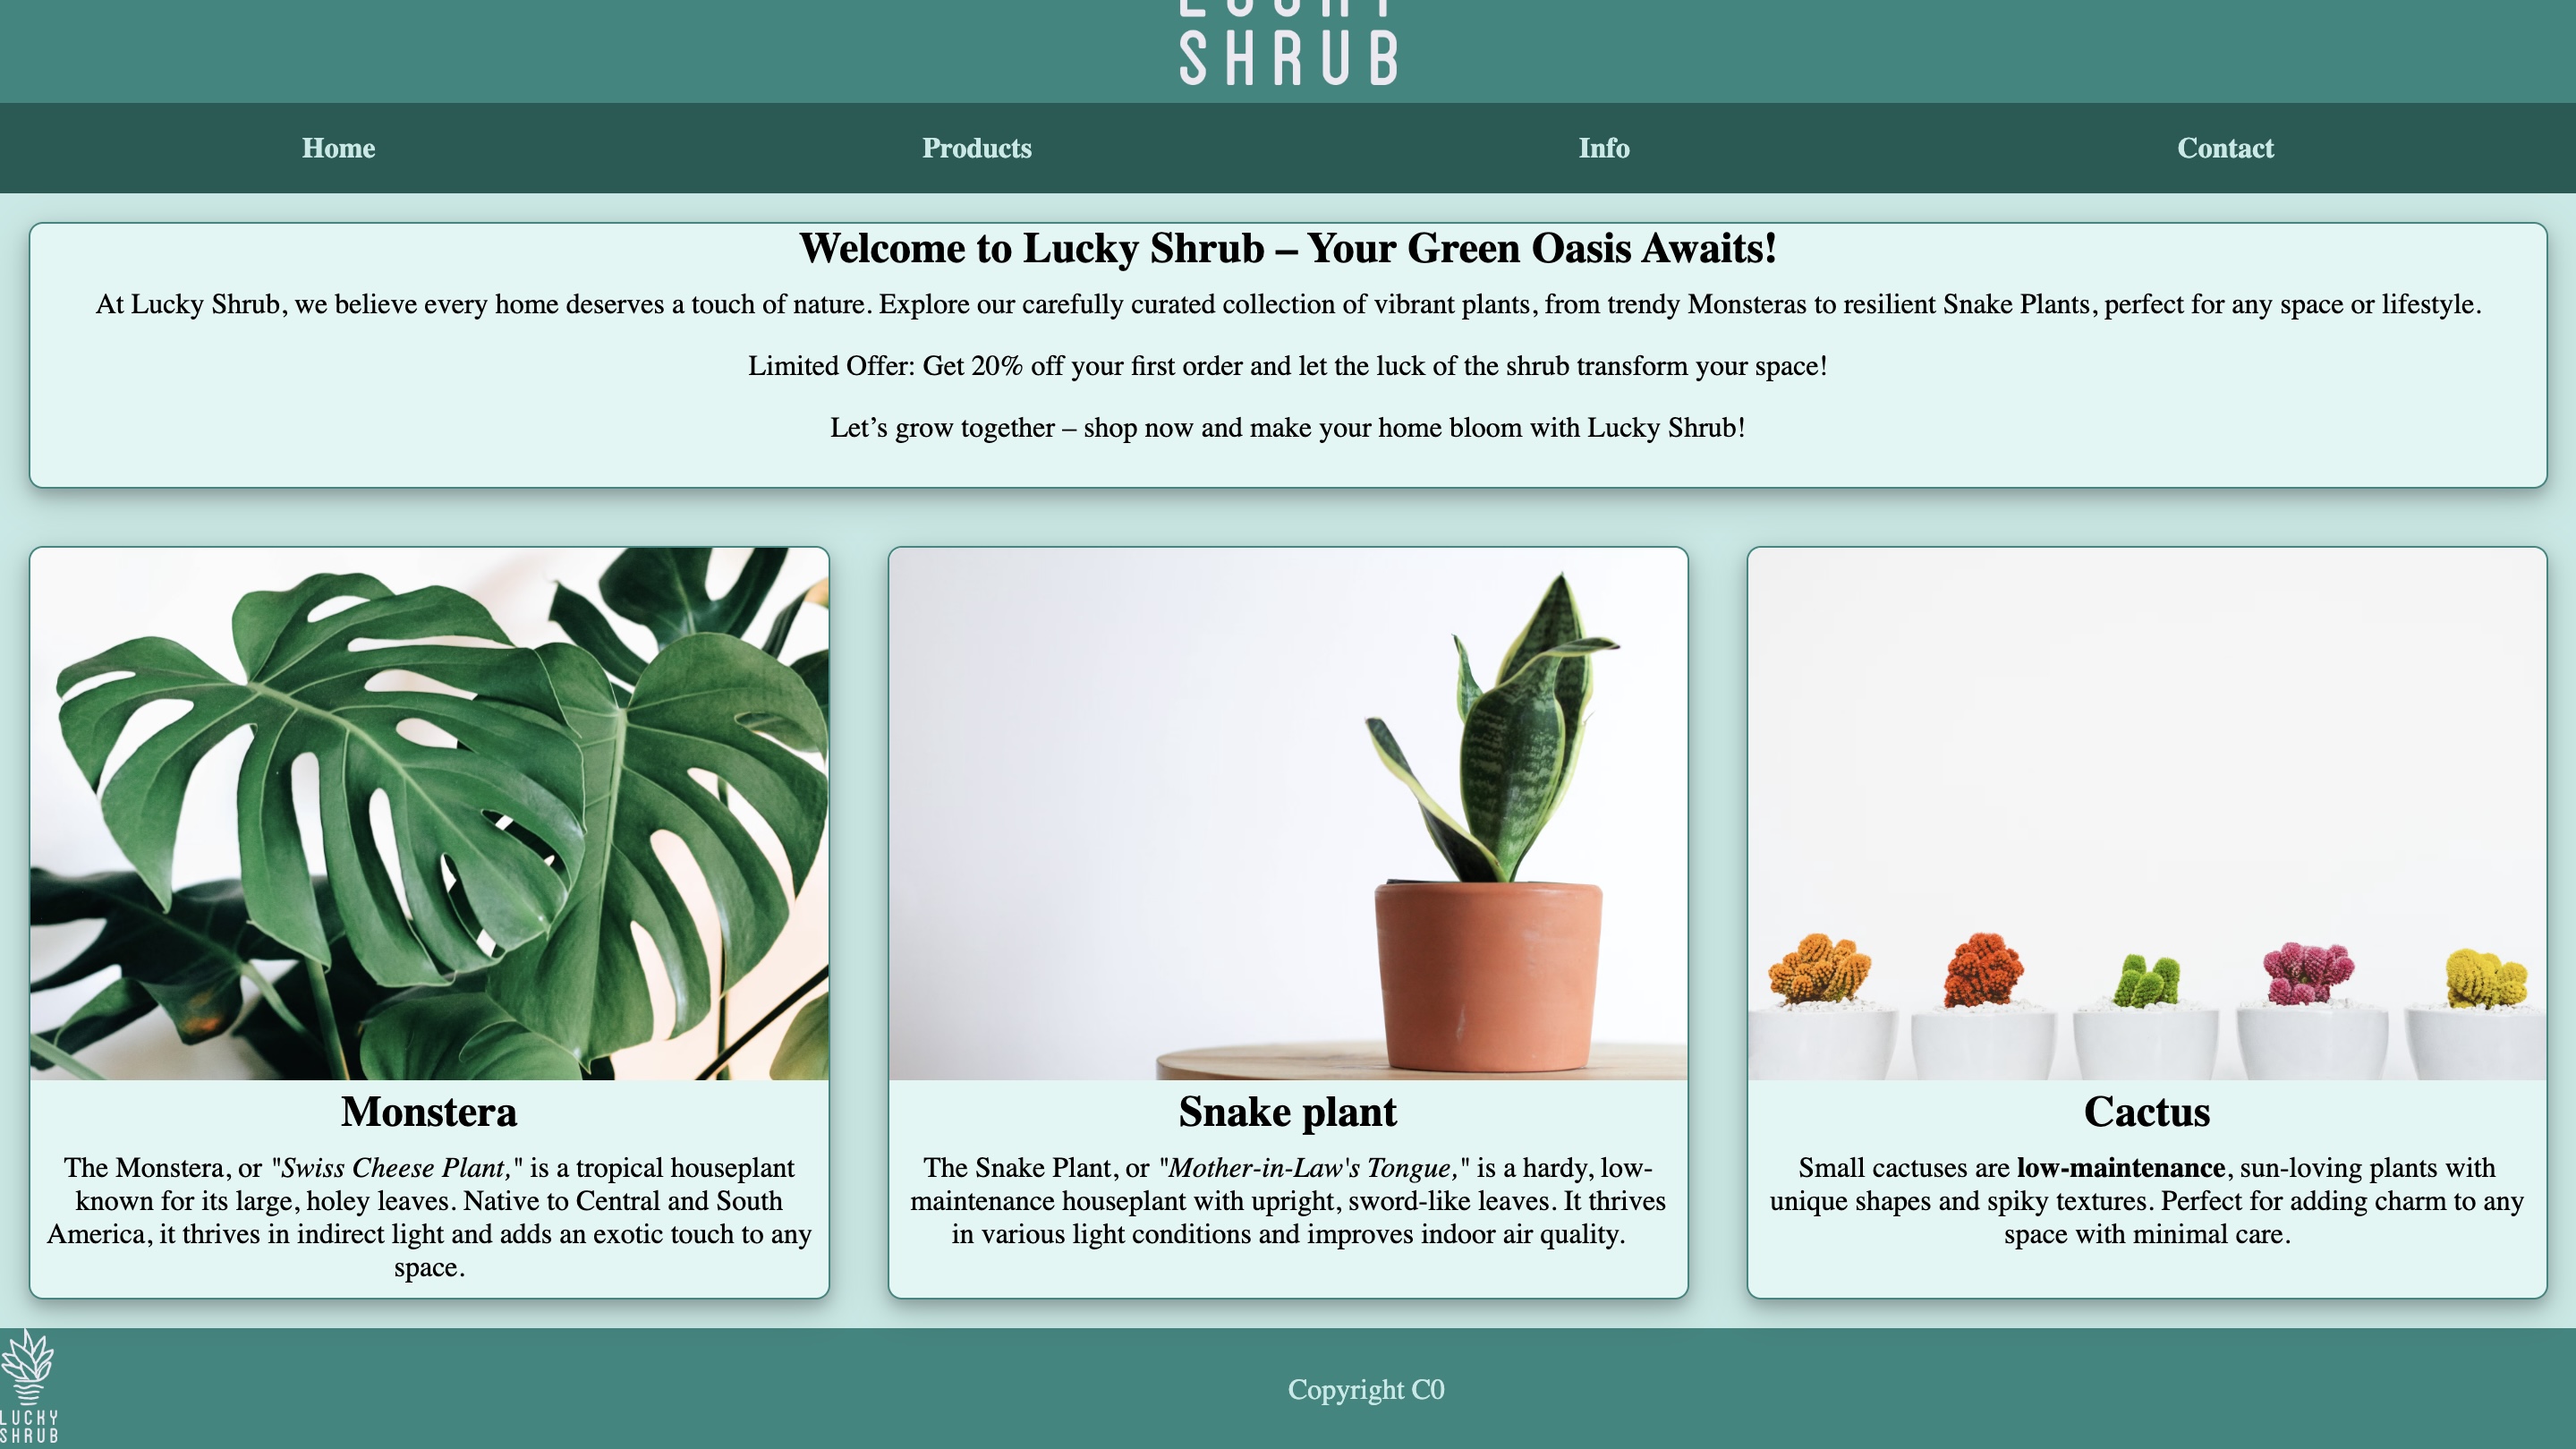 LUCKY
SHRUB
Home
Products
Info
Contact
Welcome to Lucky Shrub – Your Green Oasis Awaits!
At Lucky Shrub, we believe every home deserves a touch of nature. Explore our carefully curated collection of vibrant plants, from trendy Monsteras to resilient Snake Plants, perfect for any space or lifestyle.
Limited Offer: Get 20% off your first order and let the luck of the shrub transform your space!
Let’s grow together – shop now and make your home bloom with Lucky Shrub!
Monstera
The Monstera, or "Swiss Cheese Plant," is a tropical houseplant
known for its large, holey leaves. Native to Central and South
America, it thrives in indirect light and adds an exotic touch to any
space.
Snake plant
The Snake Plant, or "Mother-in-Law's Tongue," is a hardy, low-
maintenance houseplant with upright, sword-like leaves. It thrives
in various light conditions and improves indoor air quality.
Cactus
Small cactuses are low-maintenance, sun-loving plants with
unique shapes and spiky textures. Perfect for adding charm to any
space with minimal care.
LUCKY
SHRUB
Copyright C0